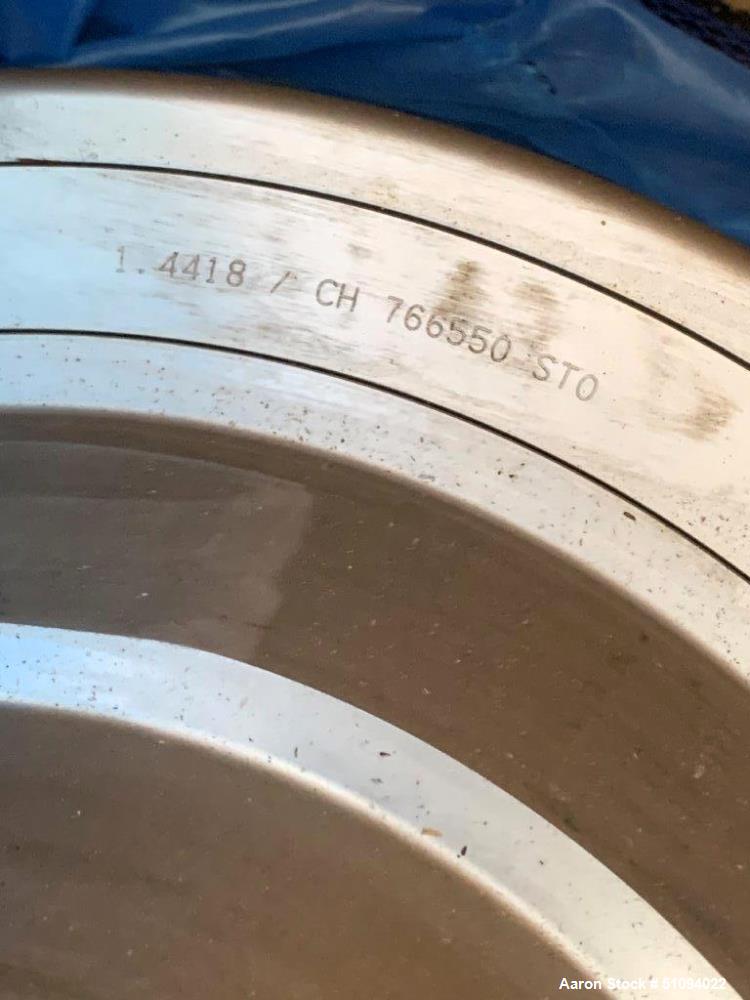 1.4418 / CH 766550 STO
Aaron Stock # 51094022